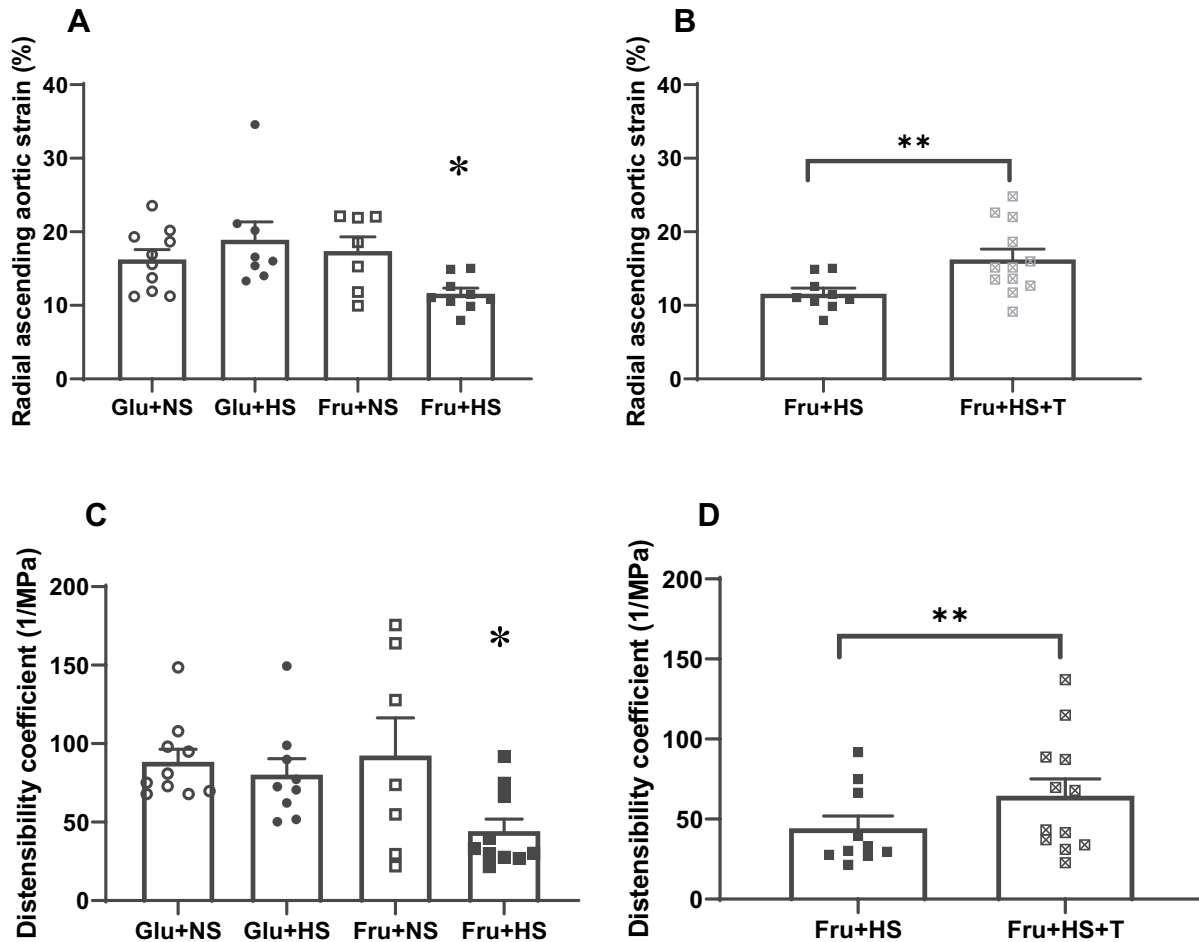 A
Radial ascending aortic strain (%)
40
30
20
10
0
*
Glu+NS Glu+HS Fru+NS Fru+HS
B
Radial ascending aortic strain (%)
40
30
20
10
0
**
Fru+HS Fru+HS+T
C
Distensibility coefficient (1/MPa)
200
150
100
50
0
*
Glu+NS Glu+HS Fru+NS Fru+HS
D
Distensibility coefficient (1/MPa)
200
150
100
50
0
**
Fru+HS Fru+HS+T